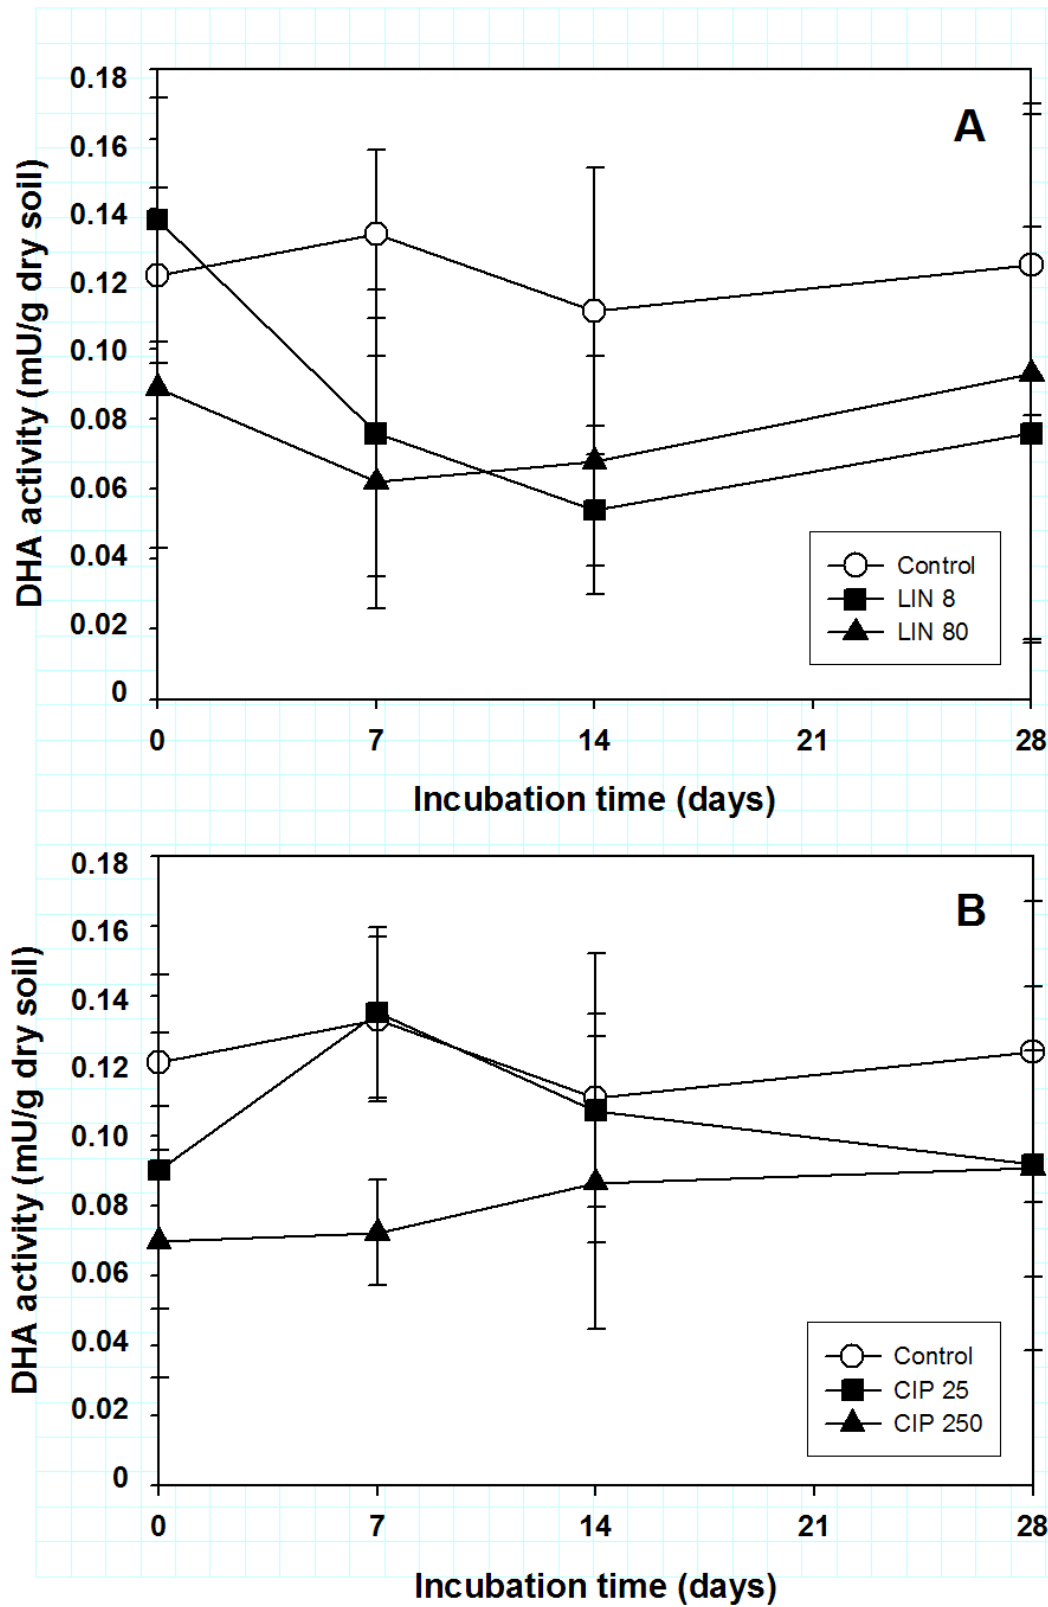 A
DHA activity (mU/g dry soil)
0.18
0.16
0.14
0.12
0.10
0.08
0.06
0.04
0.02
0
Control
LIN 8
LIN 80
0 7 14 21 28
Incubation time (days)
B
DHA activity (mU/g dry soil)
0.18
0.16
0.14
0.12
0.10
0.08
0.06
0.04
0.02
0
Control
CIP 25
CIP 250
0 7 14 21 28
Incubation time (days)